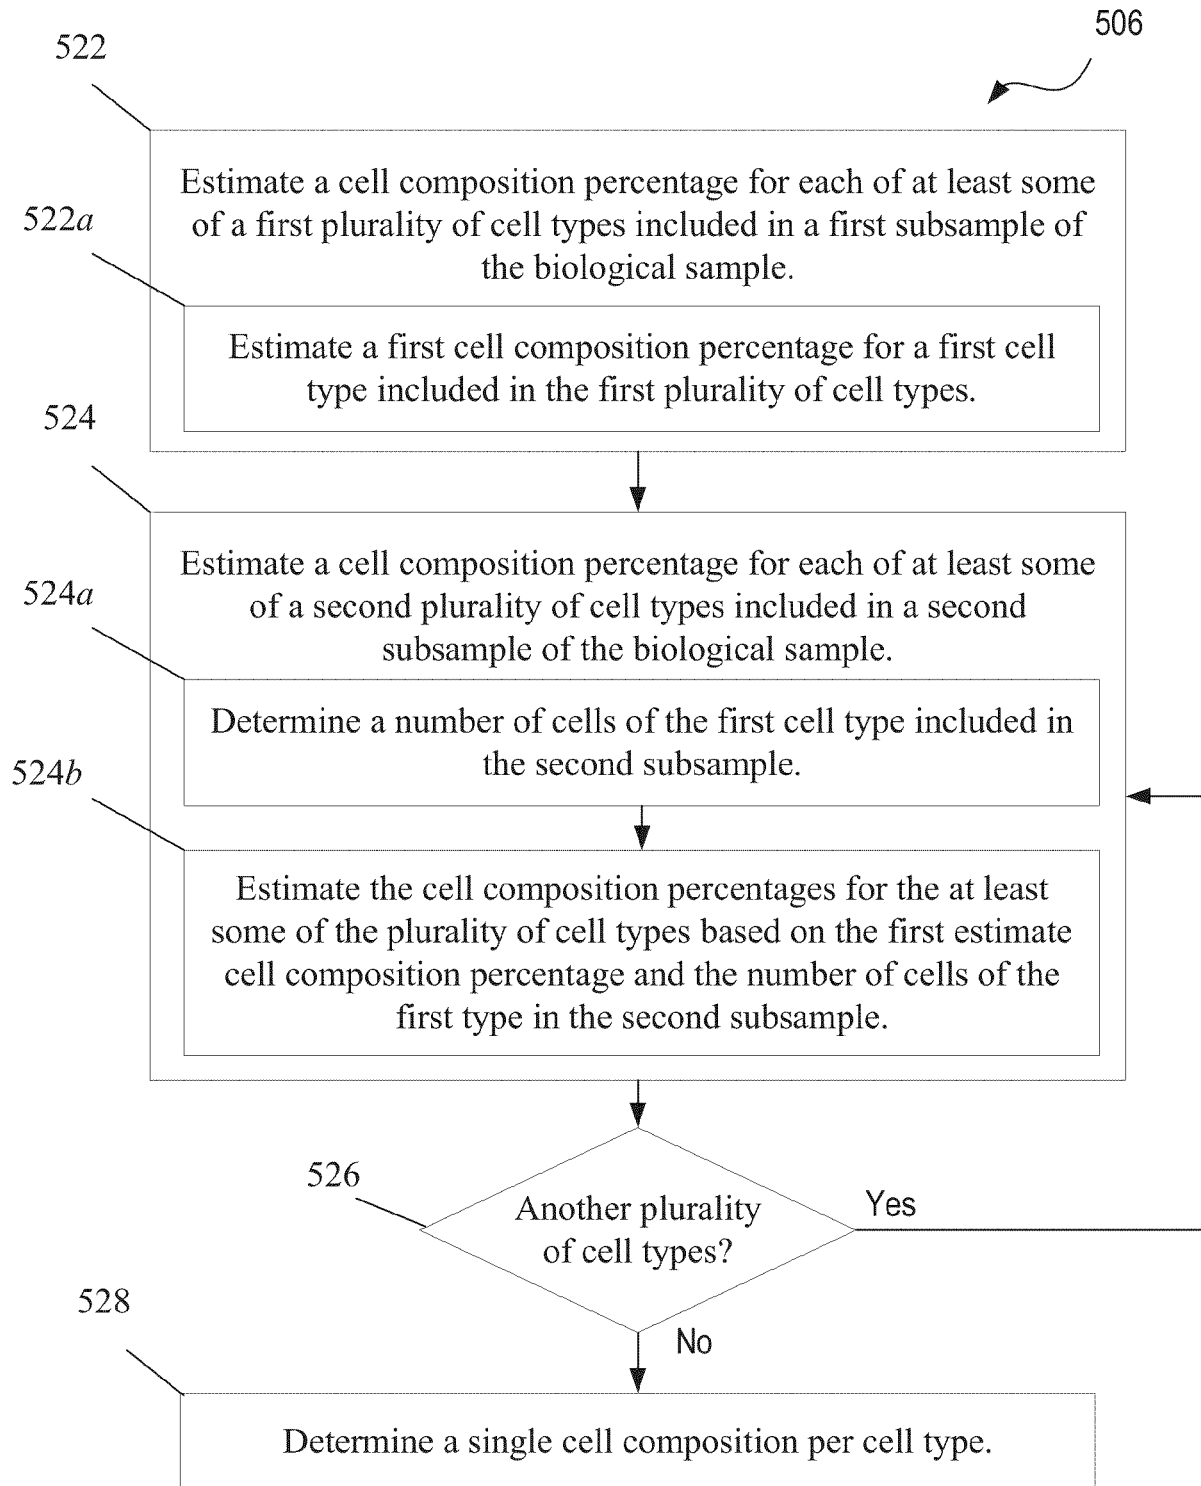 506
522
Estimate a cell composition percentage for each of at least some
of a first plurality of cell types included in a first subsample of
the biological sample.
522a
Estimate a first cell composition percentage for a first cell
type included in the first plurality of cell types.
524
Estimate a cell composition percentage for each of at least some
of a second plurality of cell types included in a second
subsample of the biological sample.
524a
Determine a number of cells of the first cell type included in
the second subsample.
524b
Estimate the cell composition percentages for the at least
some of the plurality of cell types based on the first estimate
cell composition percentage and the number of cells of the
first type in the second subsample.
526
Another plurality
of cell types?
Yes
No
528
Determine a single cell composition per cell type.